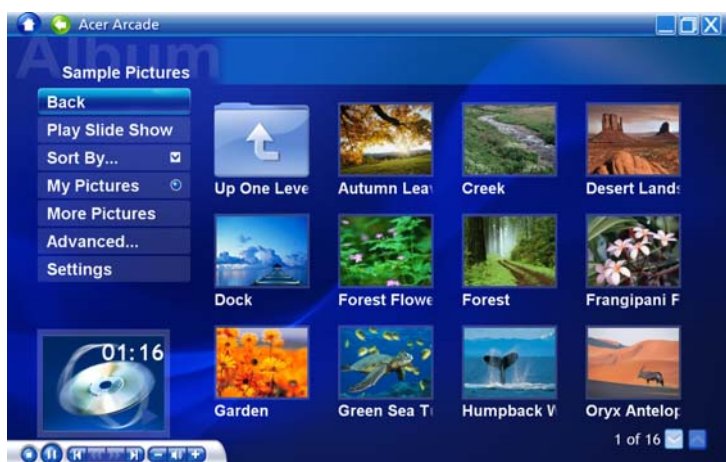 Acer Arcade
Album
Sample Pictures
Back
Play Slide Show
Sort By...
My Pictures
More Pictures
Advanced...
Settings
Up One Leve
Autumn Lea
Creek
Desert Lands
Dock
Forest Flowe
Forest
Frangipani F
Garden
Green Sea T
Humpback W
Oryx Antelop
01:16
1 of 16